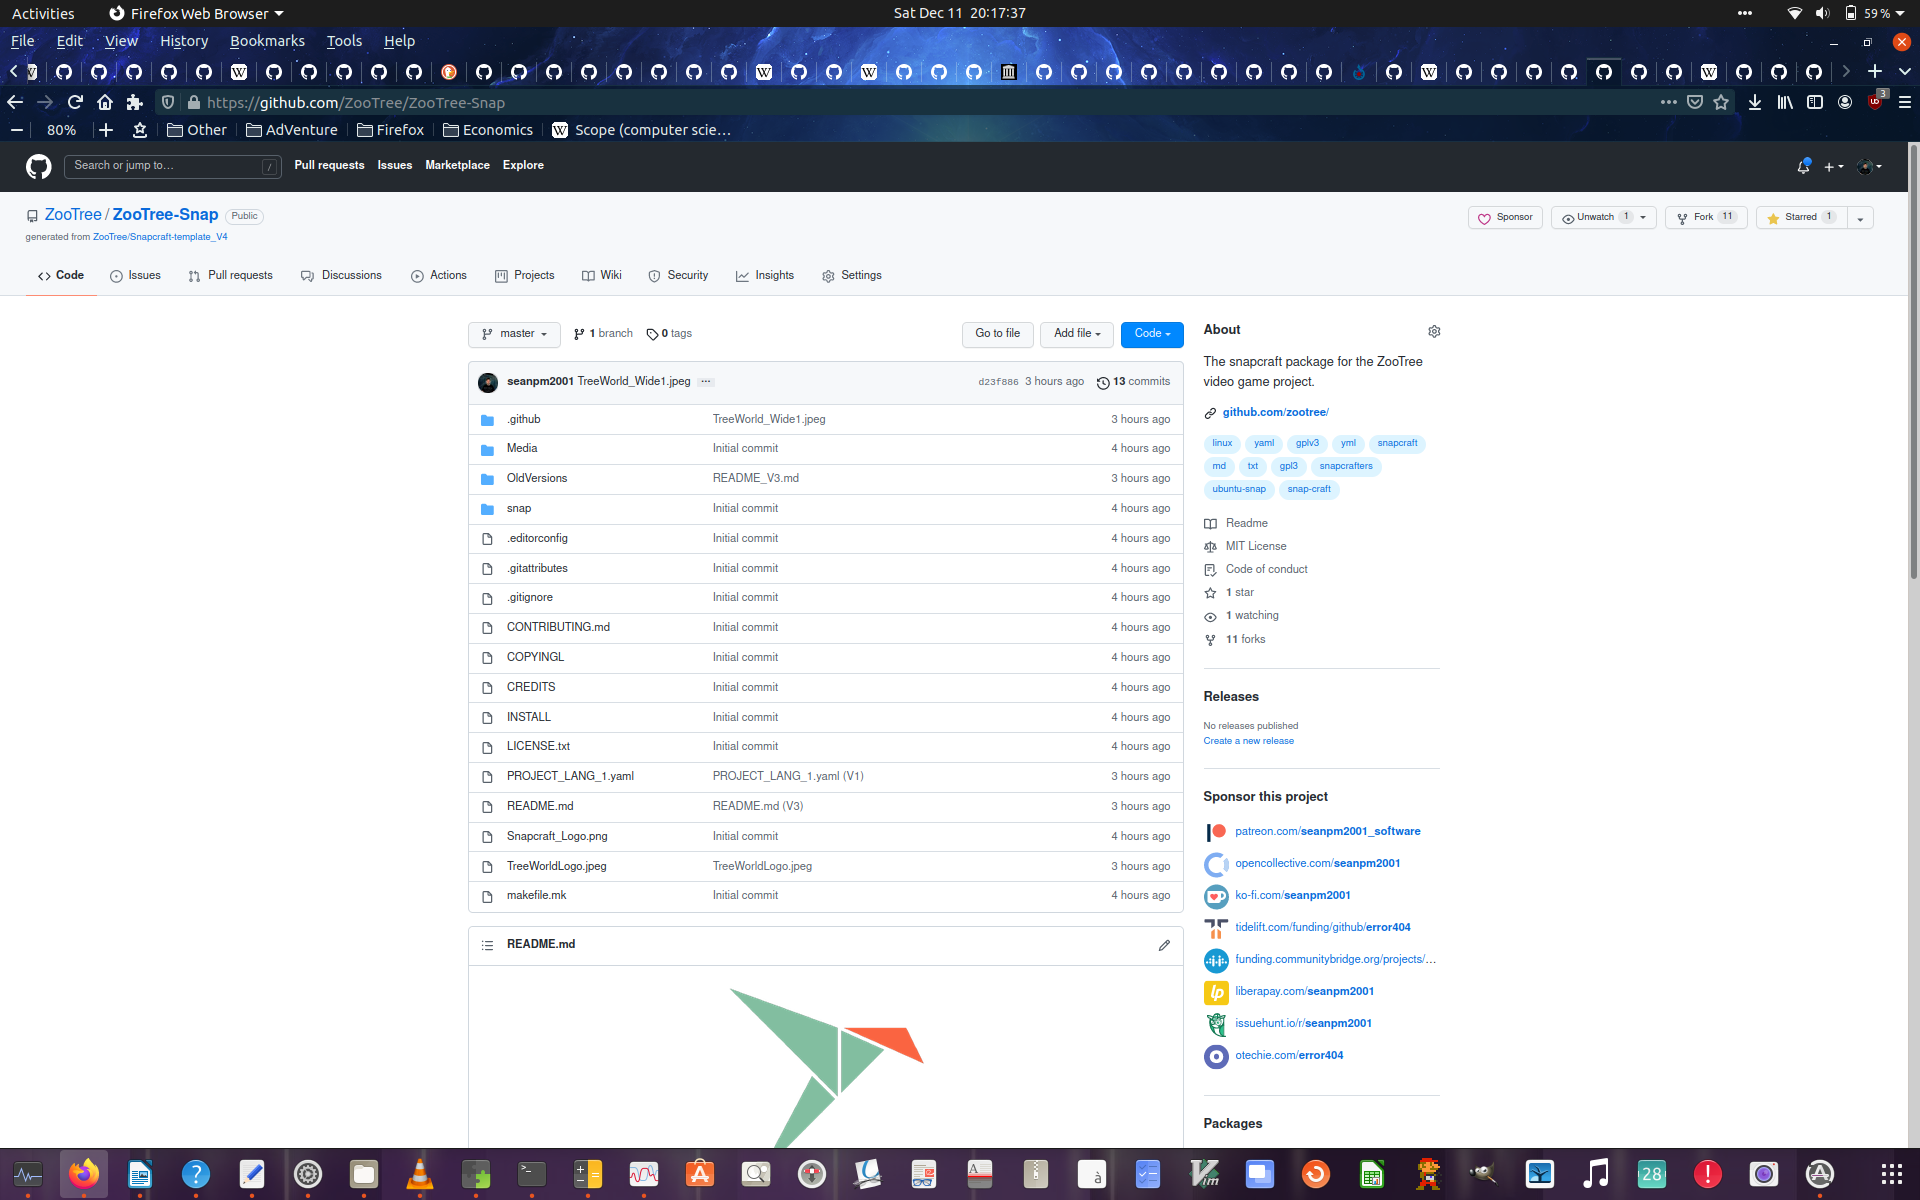 Activities Firefox Web Browser Sat Dec 11 20:17:37 59 %
File Edit View History Bookmarks Tools Help
https://github.com/ZooTree/ZooTree-Snap 3
80% Other AdVenture Firefox Economics Scope (computer scie…
Search or jump to… / Pull requests Issues Marketplace Explore
ZooTree / ZooTree-Snap Public Sponsor Unwatch 1 Fork 11 Starred 1
generated from ZooTree/Snapcraft-template_V4
Code Issues Pull requests Discussions Actions Projects Wiki Security Insights Settings
master 1 branch 0 tags Go to file Add file Code
seanpm2001 TreeWorld_Wide1.jpeg ... d23f886 3 hours ago 13 commits
.github TreeWorld_Wide1.jpeg 3 hours ago
Media Initial commit 4 hours ago
OldVersions README_V3.md 3 hours ago
snap Initial commit 4 hours ago
.editorconfig Initial commit 4 hours ago
.gitattributes Initial commit 4 hours ago
.gitignore Initial commit 4 hours ago
CONTRIBUTING.md Initial commit 4 hours ago
COPYINGL Initial commit 4 hours ago
CREDITS Initial commit 4 hours ago
INSTALL Initial commit 4 hours ago
LICENSE.txt Initial commit 4 hours ago
PROJECT_LANG_1.yaml PROJECT_LANG_1.yaml (V1) 3 hours ago
README.md README.md (V3) 3 hours ago
Snapcraft_Logo.png Initial commit 4 hours ago
TreeWorldLogo.jpeg TreeWorldLogo.jpeg 3 hours ago
makefile.mk Initial commit 4 hours ago
README.md
About
The snapcraft package for the ZooTree
video game project.
github.com/zootree/
linux yaml gplv3 yml snapcraft
md txt gpl3 snapcrafters
ubuntu-snap snap-craft
Readme
MIT License
Code of conduct
1 star
1 watching
11 forks
Releases
No releases published
Create a new release
Sponsor this project
patreon.com/seanpm2001_software
opencollective.com/seanpm2001
ko-fi.com/seanpm2001
tidelift.com/funding/github/error404
funding.communitybridge.org/projects/…
liberapay.com/seanpm2001
issuehunt.io/r/seanpm2001
otechie.com/error404
Packages
28